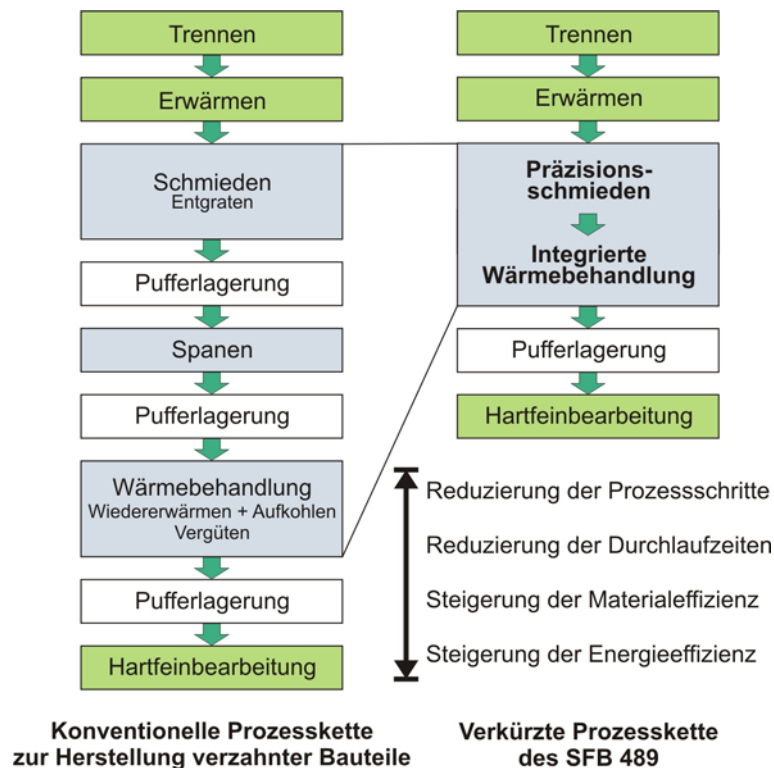 Trennen
Erwärmen
Schmieden
Entgraten
Pufferlagerung
Spanen
Pufferlagerung
Wärmebehandlung
Wiedererwärmen + Aufkohlen
Vergüten
Pufferlagerung
Hartfeinbearbeitung
Konventionelle Prozesskette
zur Herstellung verzahnter Bauteile
Trennen
Erwärmen
Präzisions-
schmieden
Integrierte
Wärmebehandlung
Pufferlagerung
Hartfeinbearbeitung
Reduzierung der Prozessschritte
Reduzierung der Durchlaufzeiten
Steigerung der Materialeffizienz
Steigerung der Energieeffizienz
Verkürzte Prozesskette
des SFB 489